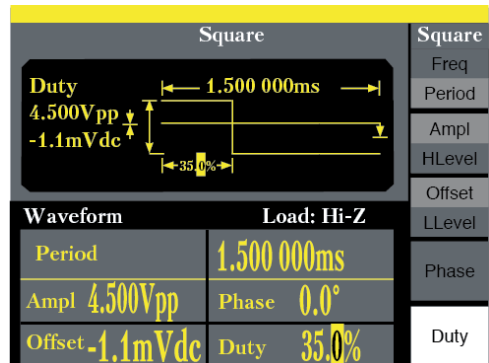 Square
Duty
1.500 000ms
4.500Vpp
-1.1mVdc
35.0%
Waveform Load: Hi-Z
Period 1.500 000ms
Ampl 4.500Vpp Phase 0.0°
Offset -1.1mVdc Duty 35.0%
Square
Freq
Period
Ampl
HLevel
Offset
LLevel
Phase
Duty